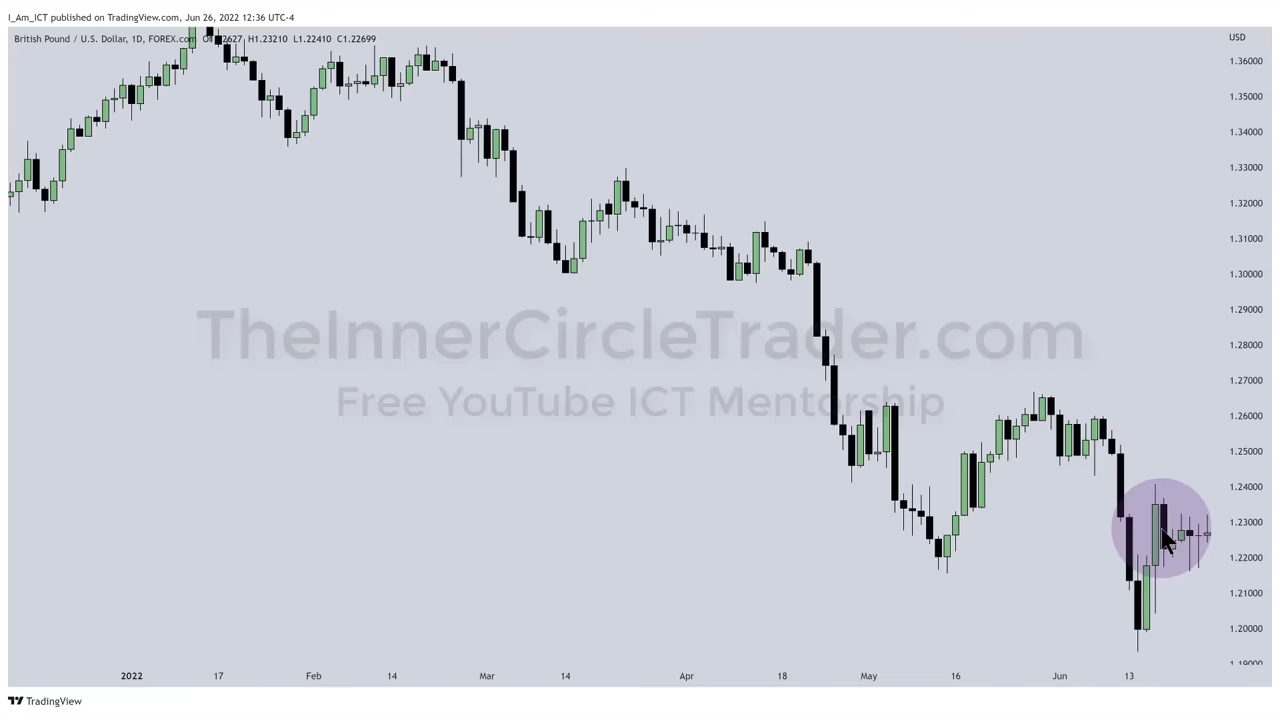 I_Am_ICT published on TradingView.com, Jun 26, 2022 12:36 UTC-4
British Pound / U.S. Dollar, 1D, FOREX.com H1.23210 L1.22410 C1.22699
USD
1.36000
1.35000
1.34000
1.33000
1.32000
1.31000
1.30000
1.29000
1.28000
1.27000
1.26000
1.25000
1.24000
1.23000
1.22000
1.21000
1.20000
1.19000
TheInnerCircleTrader.com
Free YouTube ICT Mentorship
2022 17 Feb 14 Mar 14 Apr 18 May 16 Jun 13
TradingView